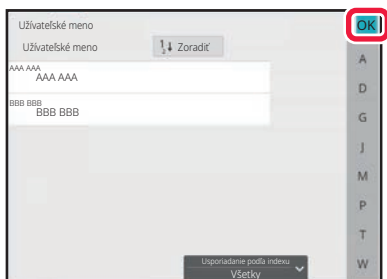 Užívateľské meno
OK
Užívateľské meno
Zoradiť
A
AAA AAA
AAA AAA
D
BBB BBB
BBB BBB
G
J
M
P
T
Usporiadanie podľa indexu
Všetky
W